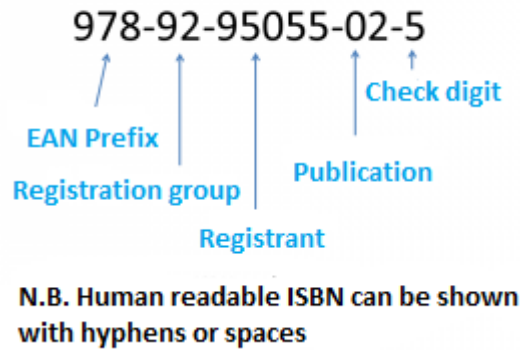 978-92-95055-02-5
Check digit
EAN Prefix
Publication
Registration group
Registrant
N.B. Human readable ISBN can be shown
with hyphens or spaces